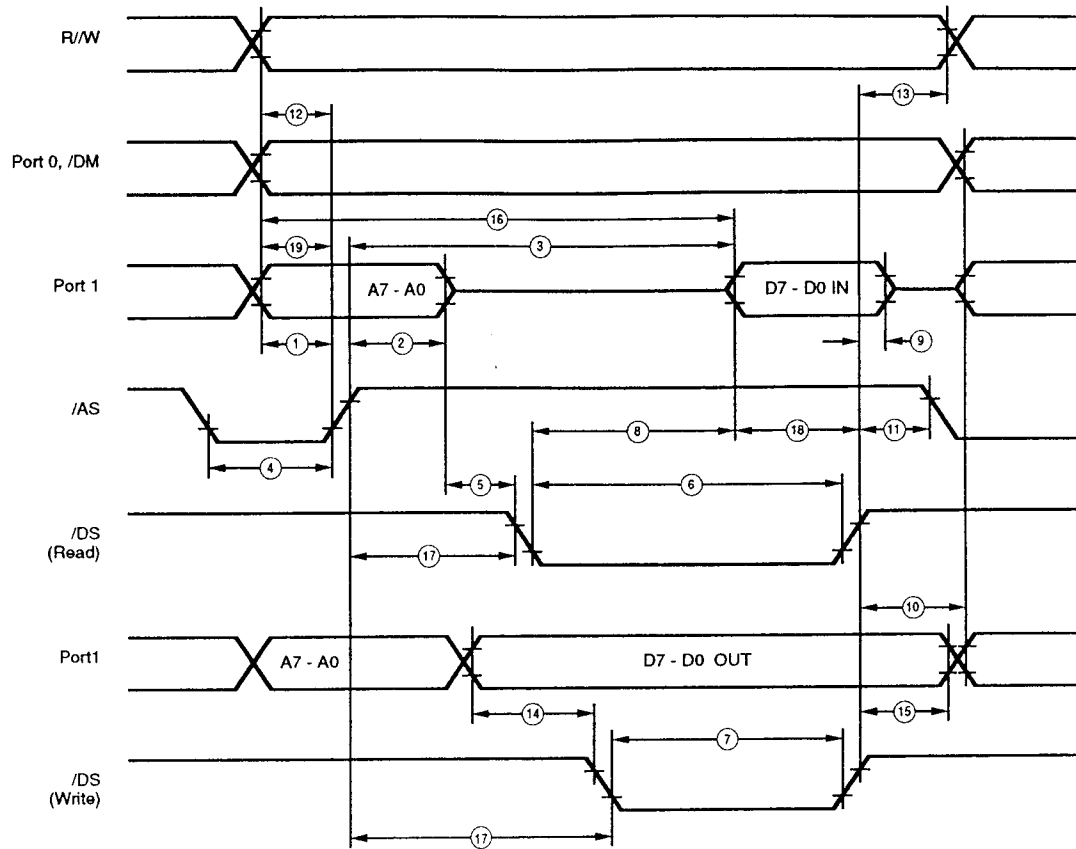 R//W
13
12
Port 0, /DM
16
19
3
Port 1
A7 - A0
D7 - D0 IN
1
2
9
/AS
8
18
11
4
5
6
/DS
(Read)
17
10
Port1
A7 - A0
D7 - D0 OUT
14
15
7
/DS
(Write)
17